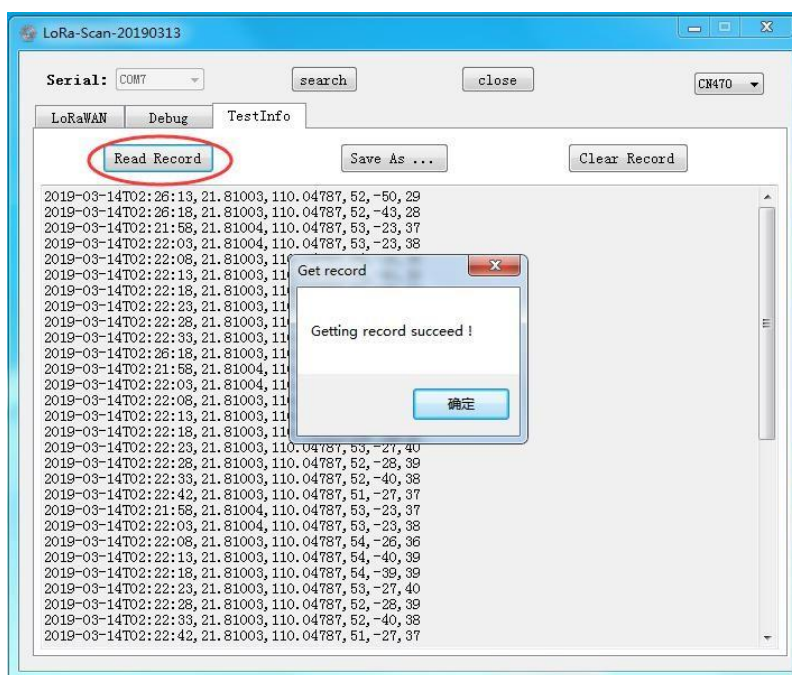 LoRa-Scan-20190313
Serial: COM7 search close CN470
LoRaWAN Debug TestInfo
Read Record Save As ... Clear Record
2019-03-14T02:26:13,21.81003,110.04787,52,-50,29
2019-03-14T02:26:18,21.81003,110.04787,52,-43,28
2019-03-14T02:21:58,21.81004,110.04787,53,-23,37
2019-03-14T02:22:03,21.81004,110.04787,53,-23,38
2019-03-14T02:22:08,21.81003,11
2019-03-14T02:22:13,21.81003,11
2019-03-14T02:22:18,21.81003,11
2019-03-14T02:22:23,21.81003,11
2019-03-14T02:22:28,21.81003,11
2019-03-14T02:22:33,21.81003,11
2019-03-14T02:26:18,21.81003,11
2019-03-14T02:21:58,21.81004,11
2019-03-14T02:22:03,21.81004,11
2019-03-14T02:22:08,21.81003,11
2019-03-14T02:22:13,21.81003,11
2019-03-14T02:22:18,21.81003,11
Get record
Getting record succeed !
确定
2019-03-14T02:22:23,21.81003,110.04787,53,-27,40
2019-03-14T02:22:28,21.81003,110.04787,52,-28,39
2019-03-14T02:22:33,21.81003,110.04787,52,-40,38
2019-03-14T02:22:42,21.81003,110.04787,51,-27,37
2019-03-14T02:21:58,21.81004,110.04787,53,-23,37
2019-03-14T02:22:03,21.81004,110.04787,53,-23,38
2019-03-14T02:22:08,21.81003,110.04787,54,-26,36
2019-03-14T02:22:13,21.81003,110.04787,54,-40,39
2019-03-14T02:22:18,21.81003,110.04787,54,-39,39
2019-03-14T02:22:23,21.81003,110.04787,53,-27,40
2019-03-14T02:22:28,21.81003,110.04787,52,-28,39
2019-03-14T02:22:33,21.81003,110.04787,52,-40,38
2019-03-14T02:22:42,21.81003,110.04787,51,-27,37